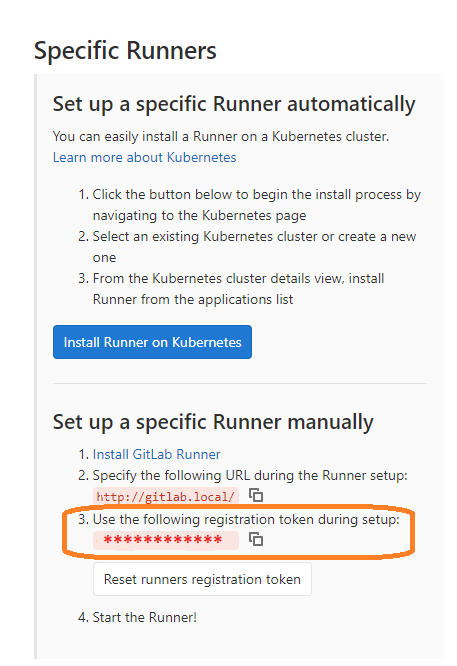 Specific Runners
Set up a specific Runner automatically
You can easily install a Runner on a Kubernetes cluster.
Learn more about Kubernetes
1. Click the button below to begin the install process by
navigating to the Kubernetes page
2. Select an existing Kubernetes cluster or create a new
one
3. From the Kubernetes cluster details view, install
Runner from the applications list
Install Runner on Kubernetes
Set up a specific Runner manually
1. Install GitLab Runner
2. Specify the following URL during the Runner setup:
http://gitlab.local/
3. Use the following registration token during setup:
************
Reset runners registration token
4. Start the Runner!